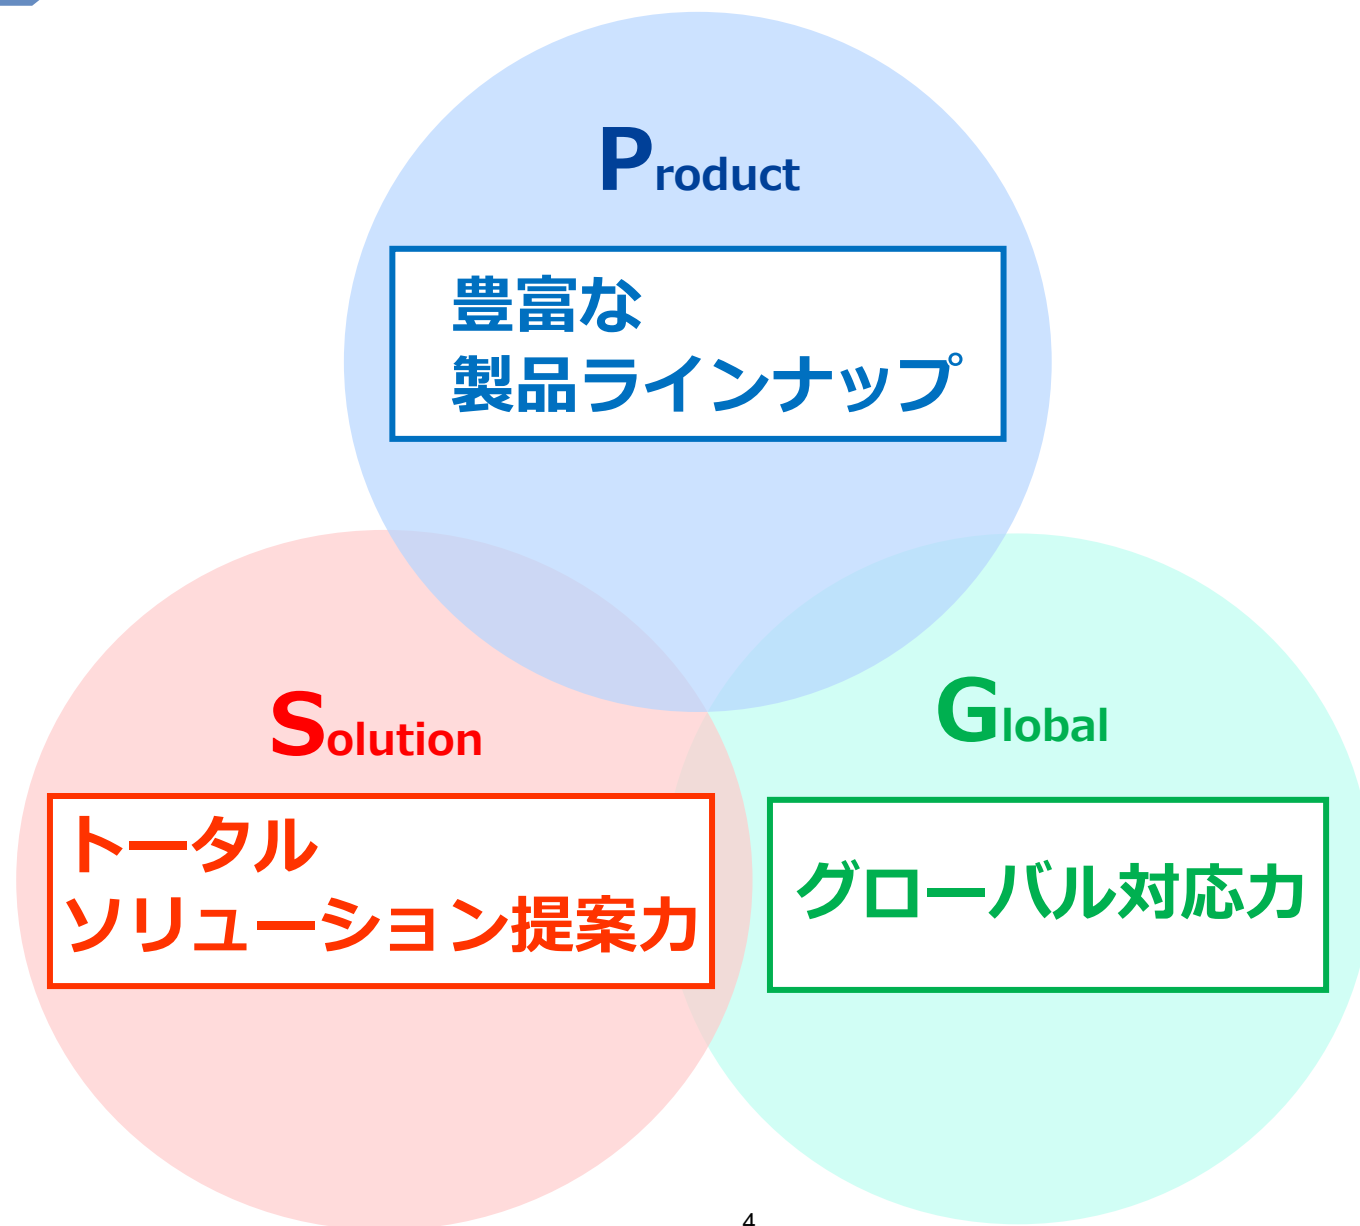 Product
豊富な
製品ラインナップ
Solution
トータル
ソリューション提案力
Global
グローバル対応力
4